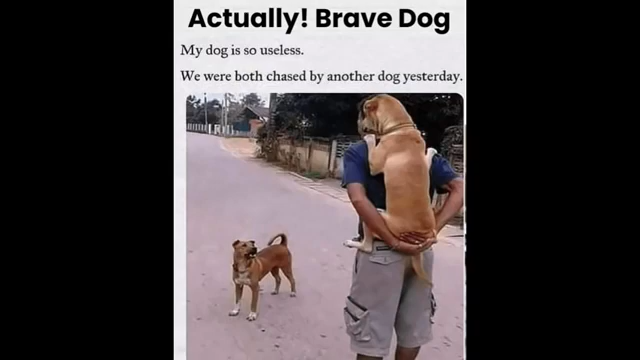 Actually! Brave Dog
My dog is so useless.
We were both chased by another dog yesterday.